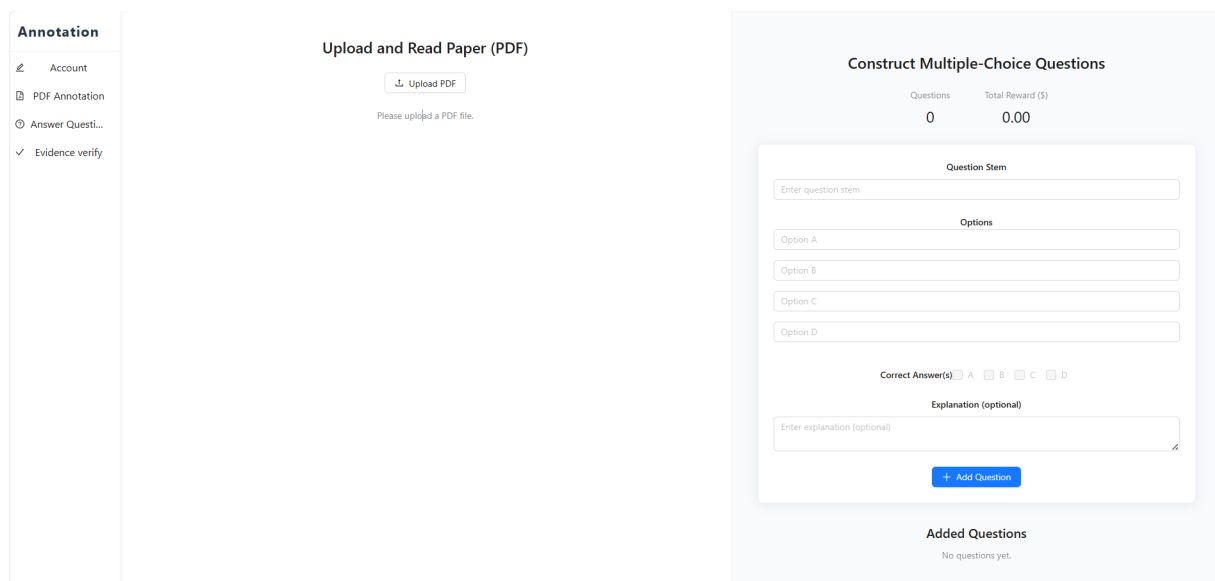 Annotation
Account
PDF Annotation
Answer Questi...
Evidence verify
Upload and Read Paper (PDF)
Upload PDF
Please upload a PDF file.
Construct Multiple-Choice Questions
Questions Total Reward ($)
0 0.00
Question Stem
Enter question stem
Options
Option A
Option B
Option C
Option D
Correct Answer(s) A B C D
Explanation (optional)
Enter explanation (optional)
+ Add Question
Added Questions
No questions yet.